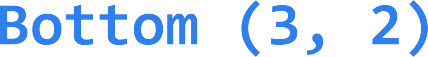 Bottom (3, 2)